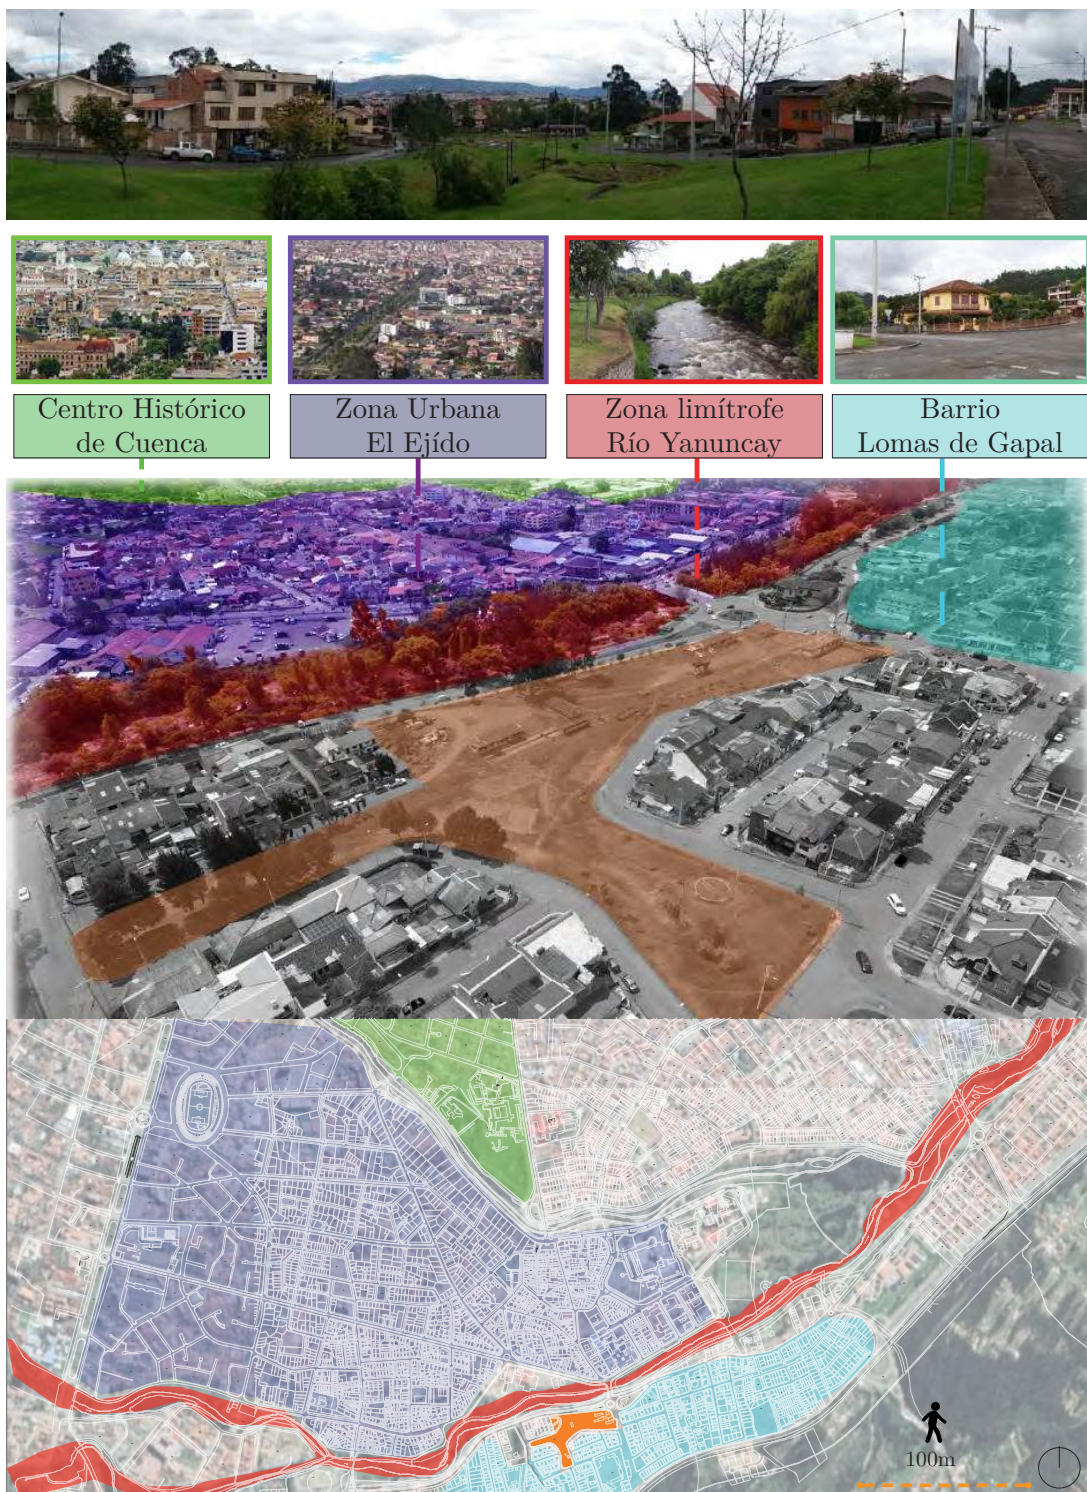 Centro Histórico
de Cuenca
Zona Urbana
El Ejído
Zona limítrofe
Río Yanuncay
Barrio
Lomas de Gapal
100m